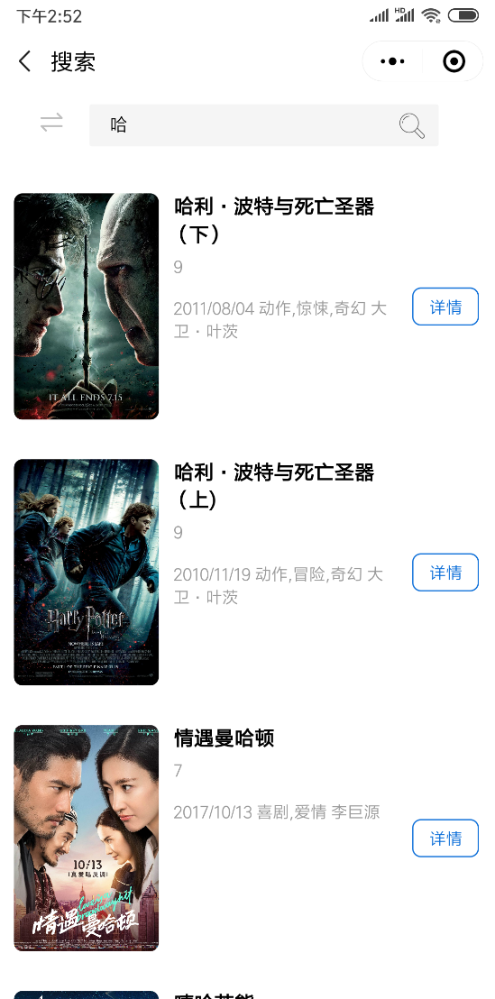 下午2:52
HD
搜索
哈
哈利·波特与死亡圣器
（下）
9
2011/08/04 动作,惊悚,奇幻 大
卫·叶茨
详情
IT ALL ENDS 7.15
哈利·波特与死亡圣器
（上）
9
2010/11/19 动作,冒险,奇幻 大
卫·叶茨
详情
Harry Potter
NOWHERE IS SAFE
情遇曼哈顿
7
2017/10/13 喜剧,爱情 李巨源
详情
10/13
情遇曼哈顿